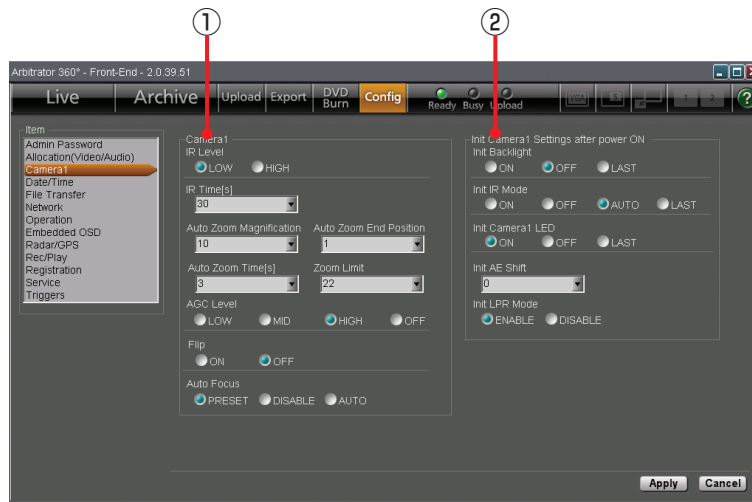 ① ②
Arbitrator 360° - Front-End - 2.0.39.51
Live Archive Upload Export DVD Burn Config Ready Busy Upload VGA S 1 2 ?
Item
Admin Password
Allocation(Video/Audio)
Camera1
Date/Time
File Transfer
Network
Operation
Embedded OSD
Radar/GPS
Rec/Play
Registration
Service
Triggers
Camera1
IR Level
LOW HIGH
IR Time[s]
30
Auto Zoom Magnification Auto Zoom End Position
10 1
Auto Zoom Time[s] Zoom Limit
3 22
AGC Level
LOW MID HIGH OFF
Flip
ON OFF
Auto Focus
PRESET DISABLE AUTO
Init Camera1 Settings after power ON
Init Backlight
ON OFF LAST
Init IR Mode
ON OFF AUTO LAST
Init Camera1 LED
ON OFF LAST
Init AE Shift
0
Init LPR Mode
ENABLE DISABLE
Apply Cancel